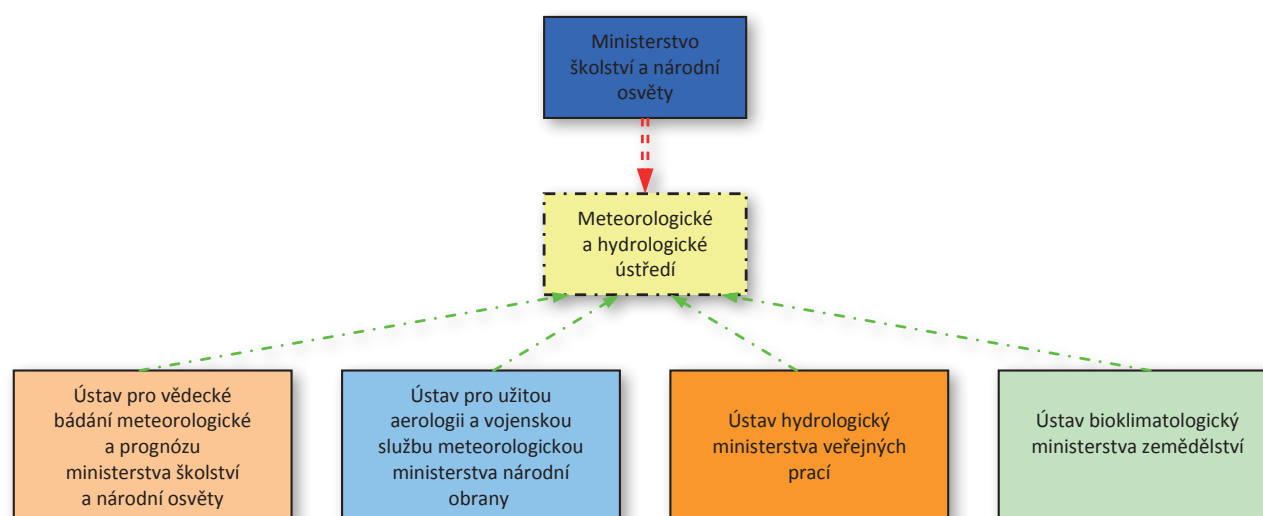 Ministerstvo
školství a národní
osvěty
Meteorologické
a hydrologické
ústředí
Ústav pro vědecké
bádání meteorologické
a prognózu
ministerstva školství
a národní osvěty
Ústav pro užitou
aerologii a vojenskou
službu meteorologickou
ministerstva národní
obrany
Ústav hydrologický
ministerstva veřejných
prací
Ústav bioklimatologický
ministerstva zemědělství